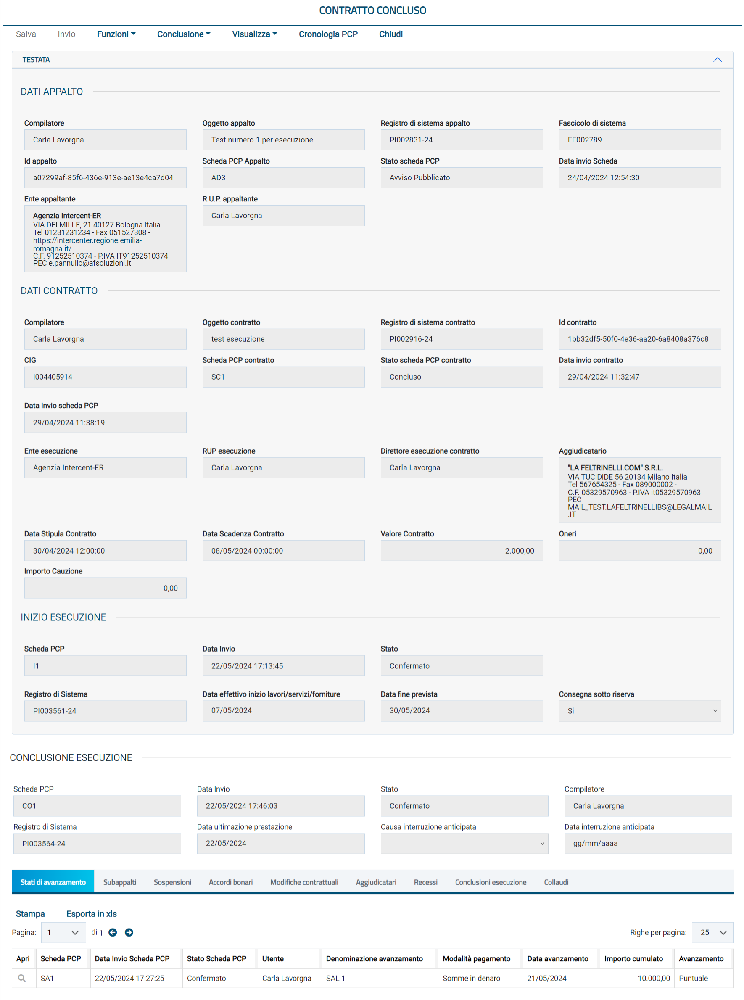 CONTRATTO CONCLUSO
Salva Invio Funzioni Conclusione Visualizza Cronologia PCP Chiudi
TESTATA
DATI APPALTO
Compilatore Oggetto appalto Registro di sistema appalto Fascicolo di sistema
Carla Lavorgna Test numero 1 per esecuzione PI002831-24 FE002789
Id appalto Scheda PCP Appalto Stato scheda PCP Data invio Scheda
a07299af-85f6-436e-913e-ae13e4ca7d04 AD3 Avviso Pubblicato 24/04/2024 12:54:30
Ente appaltante R.U.P. appaltante
Agenzia Intercent-ER Carla Lavorgna
VIA DEI MILLE, 21 40127 Bologna Italia
Tel 01231231234 - Fax 051527308 -
https://intercenter.regione.emilia-
romagna.it/
C.F. 91252510374 - P.IVA IT91252510374
PEC e.pannullo@afsoluzioni.it
DATI CONTRATTO
Compilatore Oggetto contratto Registro di sistema contratto Id contratto
Carla Lavorgna test esecuzione PI002916-24 1bb32df5-50f0-4e36-aa20-6a8408a376c8
CIG Scheda PCP contratto Stato scheda PCP contratto Data invio contratto
I004405914 SC1 Concluso 29/04/2024 11:32:47
Data invio scheda PCP
29/04/2024 11:38:19
Ente esecuzione RUP esecuzione Direttore esecuzione contratto Aggiudicatario
Agenzia Intercent-ER Carla Lavorgna Carla Lavorgna "LA FELTRINELLI.COM" S.R.L.
VIA TUCIDIDE 56 20134 Milano Italia
Tel 567654325 - Fax 089000002 -
C.F. 05329570963 - P.IVA it05329570963
PEC
MAIL_TEST.LAFELTRINELLIBS@LEGALMAIL
.IT
Data Stipula Contratto Data Scadenza Contratto Valore Contratto Oneri
30/04/2024 12:00:00 08/05/2024 00:00:00 2.000,00 0,00
Importo Cauzione
0,00
INIZIO ESECUZIONE
Scheda PCP Data Invio Stato
I1 22/05/2024 17:13:45 Confermato
Registro di Sistema Data effettivo inizio lavori/servizi/forniture Data fine prevista Consegna sotto riserva
PI003561-24 07/05/2024 30/05/2024 Si
CONCLUSIONE ESECUZIONE
Scheda PCP Data Invio Stato Compilatore
CO1 22/05/2024 17:46:03 Confermato Carla Lavorgna
Registro di Sistema Data ultimazione prestazione Causa interruzione anticipata Data interruzione anticipata
PI003564-24 22/05/2024 gg/mm/aaaa
Stati di avanzamento Subappalti Sospensioni Accordi bonari Modifiche contrattuali Aggiudicatari Recessi Conclusioni esecuzione Collaudi
Stampa Esporta in xls
Pagina: 1 di 1 Righe per pagina: 25
Apri Scheda PCP Data Invio Scheda PCP Stato Scheda PCP Utente Denominazione avanzamento Modalità pagamento Data avanzamento Importo cumulato Avanzamento
SA1 22/05/2024 17:27:25 Confermato Carla Lavorgna SAL 1 Somme in denaro 21/05/2024 10.000,00 Puntuale